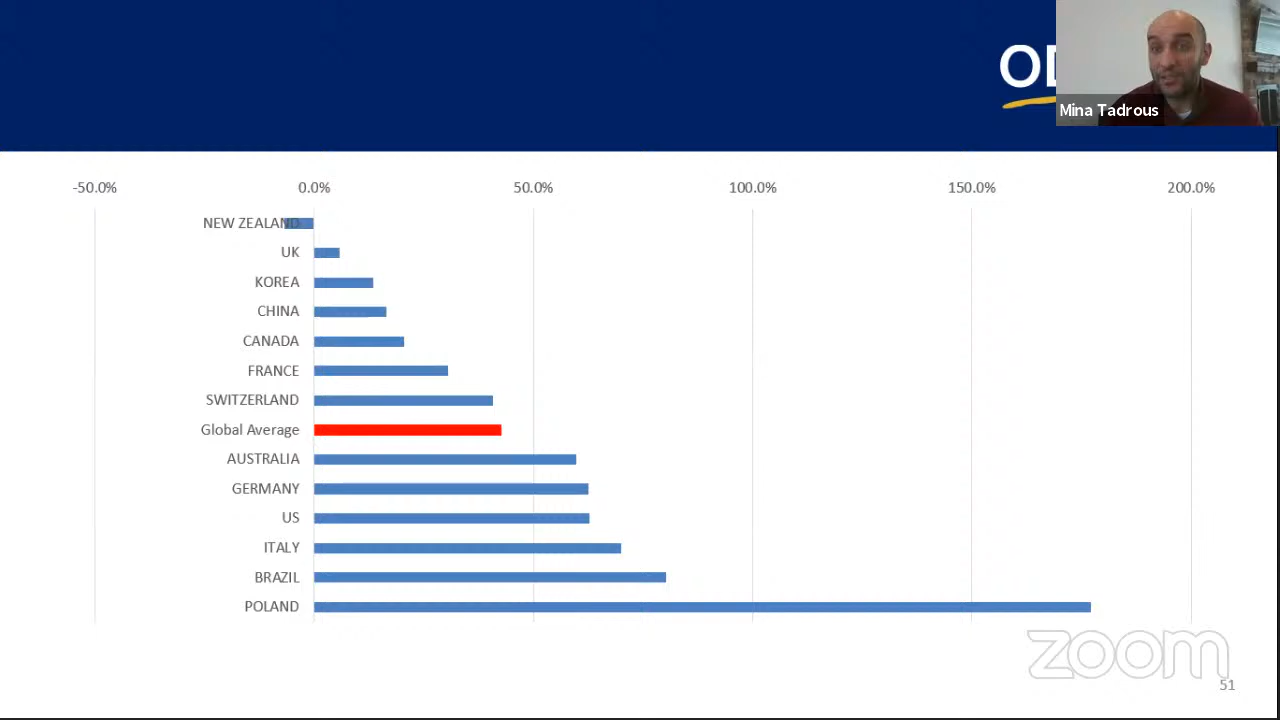 Mina Tadrous
-50.0% 0.0% 50.0% 100.0% 150.0% 200.0%
NEW ZEALAND
UK
KOREA
CHINA
CANADA
FRANCE
SWITZERLAND
Global Average
AUSTRALIA
GERMANY
US
ITALY
BRAZIL
POLAND
zoom
51